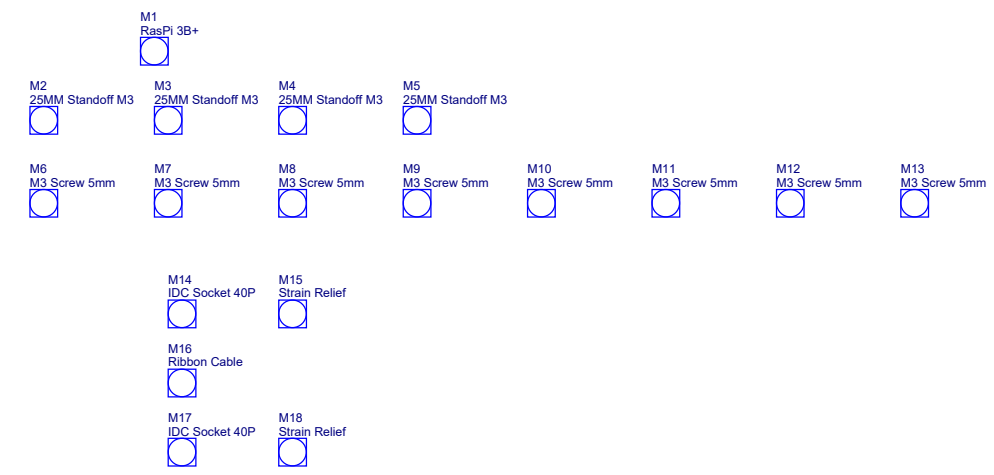 M1
RasPi 3B+
M2 M3 M4 M5
25MM Standoff M3 25MM Standoff M3 25MM Standoff M3 25MM Standoff M3
M6 M7 M8 M9 M10 M11 M12 M13
M3 Screw 5mm M3 Screw 5mm M3 Screw 5mm M3 Screw 5mm M3 Screw 5mm M3 Screw 5mm M3 Screw 5mm M3 Screw 5mm
M14 M15
IDC Socket 40P Strain Relief
M16
Ribbon Cable
M17 M18
IDC Socket 40P Strain Relief